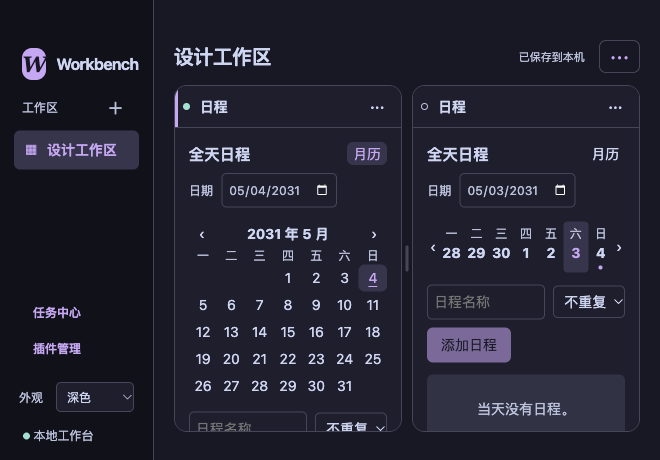 W Workbench
工作区 +
设计工作区
任务中心
插件管理
外观 深色
本地工作台
设计工作区
已保存到本机 ...
日程 ...
全天日程 月历
日期 05/04/2031
‹ 2031 年 5 月 ›
一 二 三 四 五 六 日
1 2 3 4
5 6 7 8 9 10 11
12 13 14 15 16 17 18
19 20 21 22 23 24 25
26 27 28 29 30 31
日程名称 不重复
日程 ...
全天日程 月历
日期 05/03/2031
一 二 三 四 五 六 日
‹ 28 29 30 1 2 3 4 ›
日程名称 不重复
添加日程
当天没有日程。